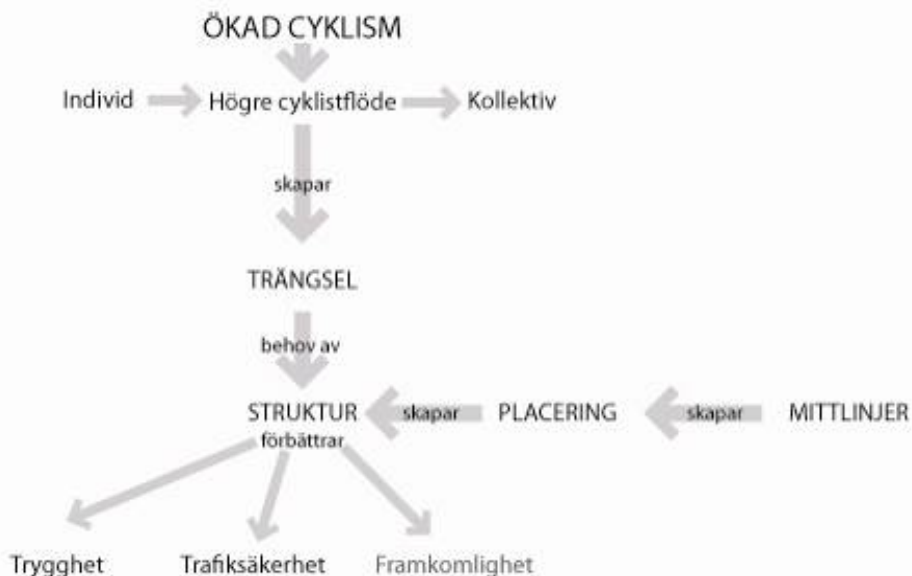 ÖKAD CYKLISM
Individ Högre cyklistflöde Kollektiv
skapar
TRÄNGSEL
behov av
STRUKTUR skapar PLACERING skapar MITTLINJER
förbättrar
Trygghet Trafiksäkerhet Framkomlighet